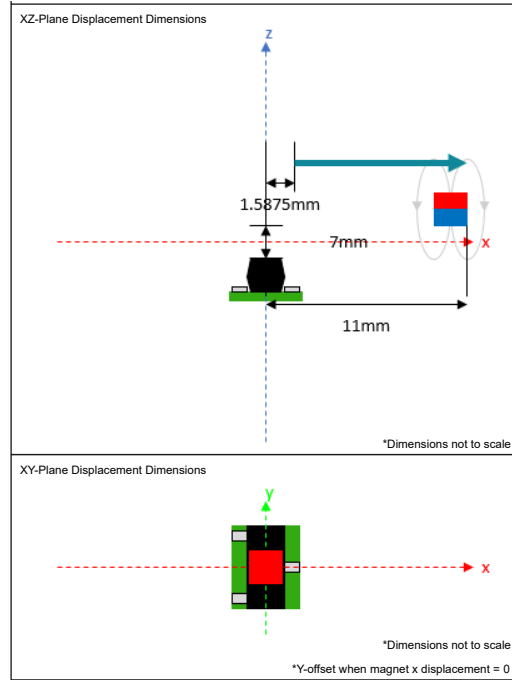 XZ-Plane Displacement Dimensions
z
1.5875mm
7mm
x
11mm
*Dimensions not to scale
XY-Plane Displacement Dimensions
y
x
*Dimensions not to scale
*Y-offset when magnet x displacement = 0